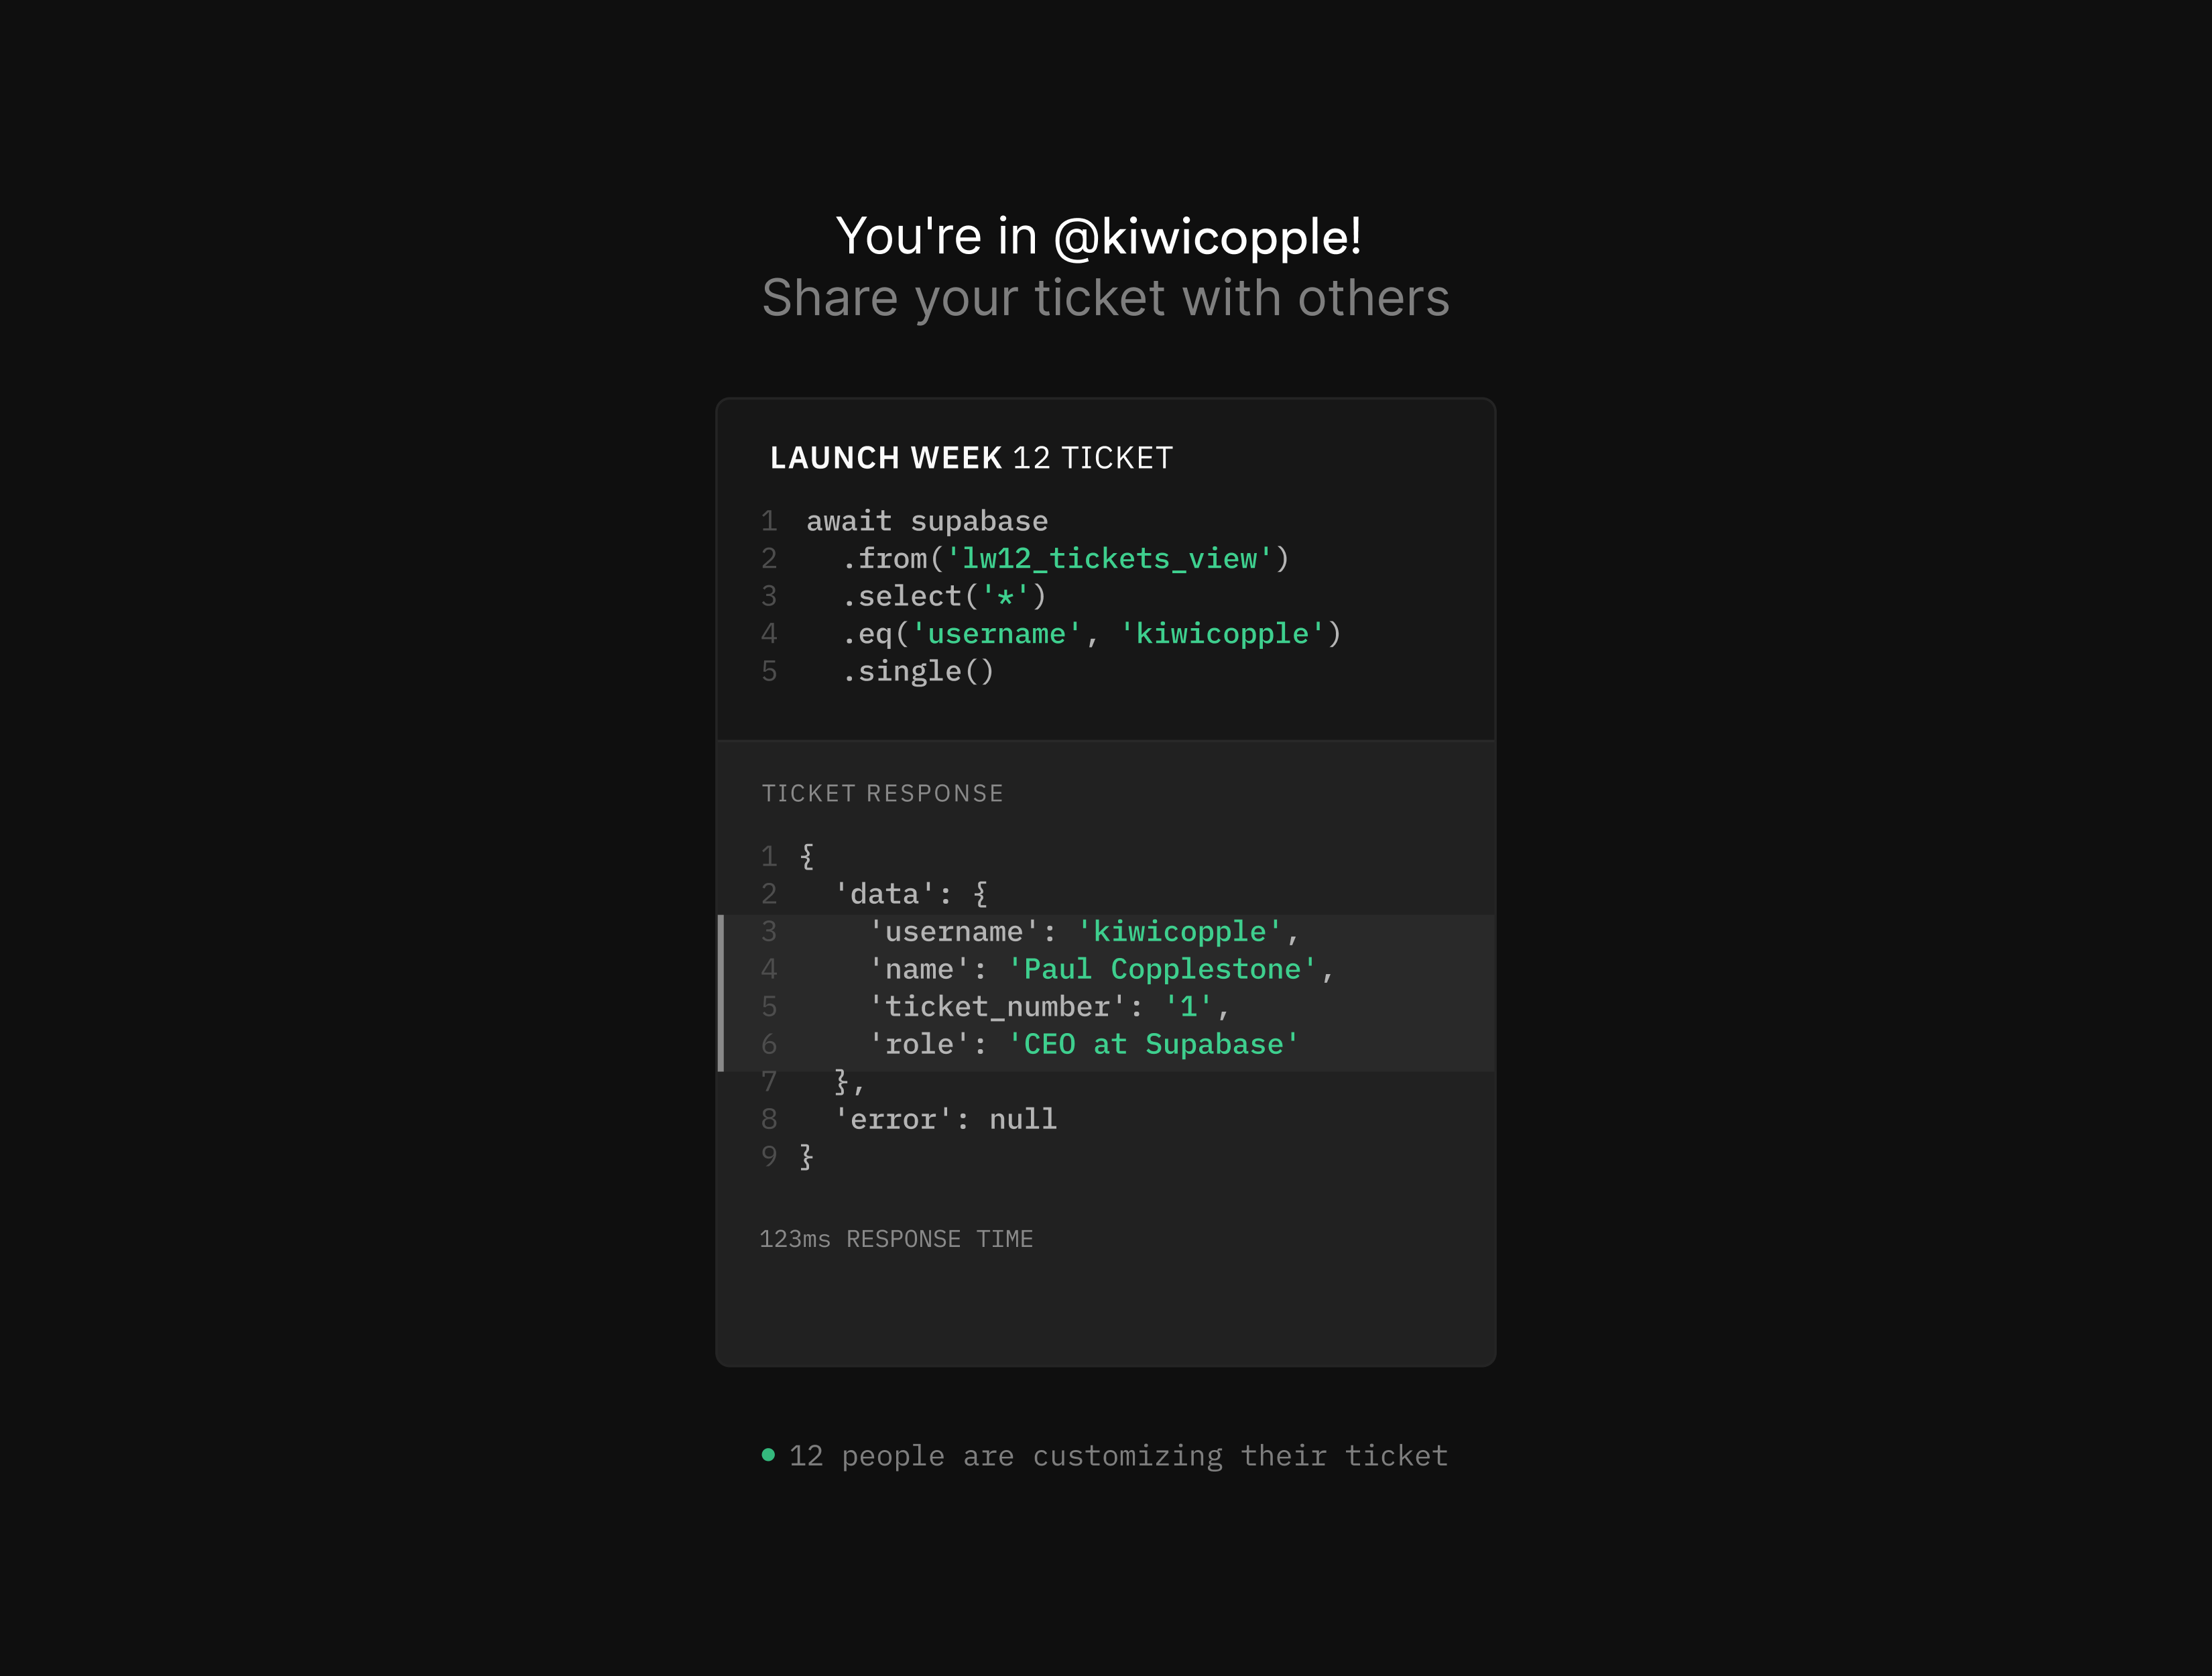 You're in @kiwicopple!
Share your ticket with others
LAUNCH WEEK 12 TICKET
1 await supabase
2 .from('lw12_tickets_view')
3 .select('*')
4 .eq('username', 'kiwicopple')
5 .single()
TICKET RESPONSE
1 {
2 'data': {
3 'username': 'kiwicopple',
4 'name': 'Paul Copplestone',
5 'ticket_number': '1',
6 'role': 'CEO at Supabase'
7 },
8 'error': null
9 }
123ms RESPONSE TIME
12 people are customizing their ticket